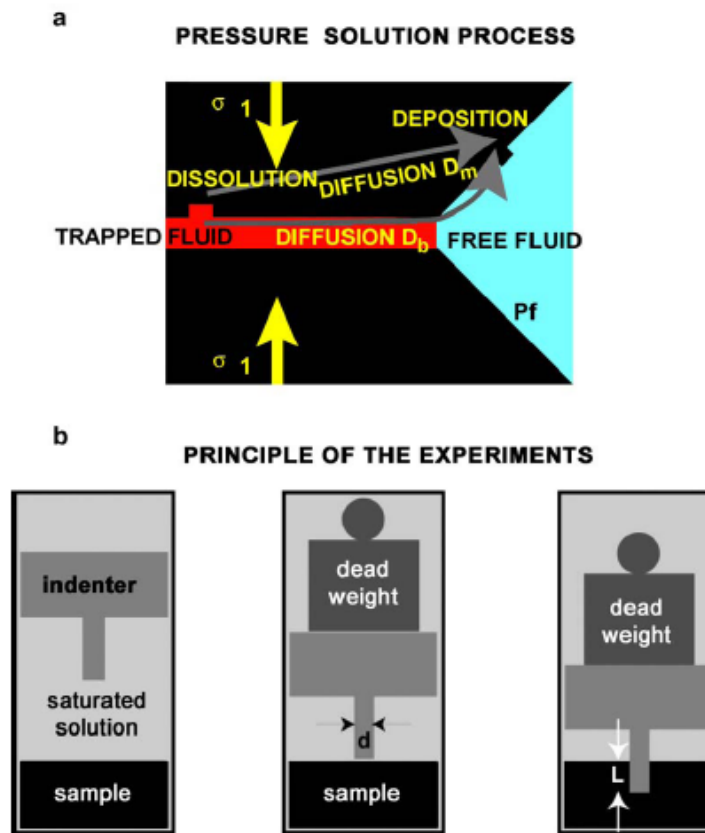 a
PRESSURE SOLUTION PROCESS
σ 1
DEPOSITION
DISSOLUTION
DIFFUSION Dm
TRAPPED FLUID
DIFFUSION Db
FREE FLUID
Pf
σ 1
b
PRINCIPLE OF THE EXPERIMENTS
indenter
saturated
solution
sample
dead
weight
d
sample
dead
weight
L